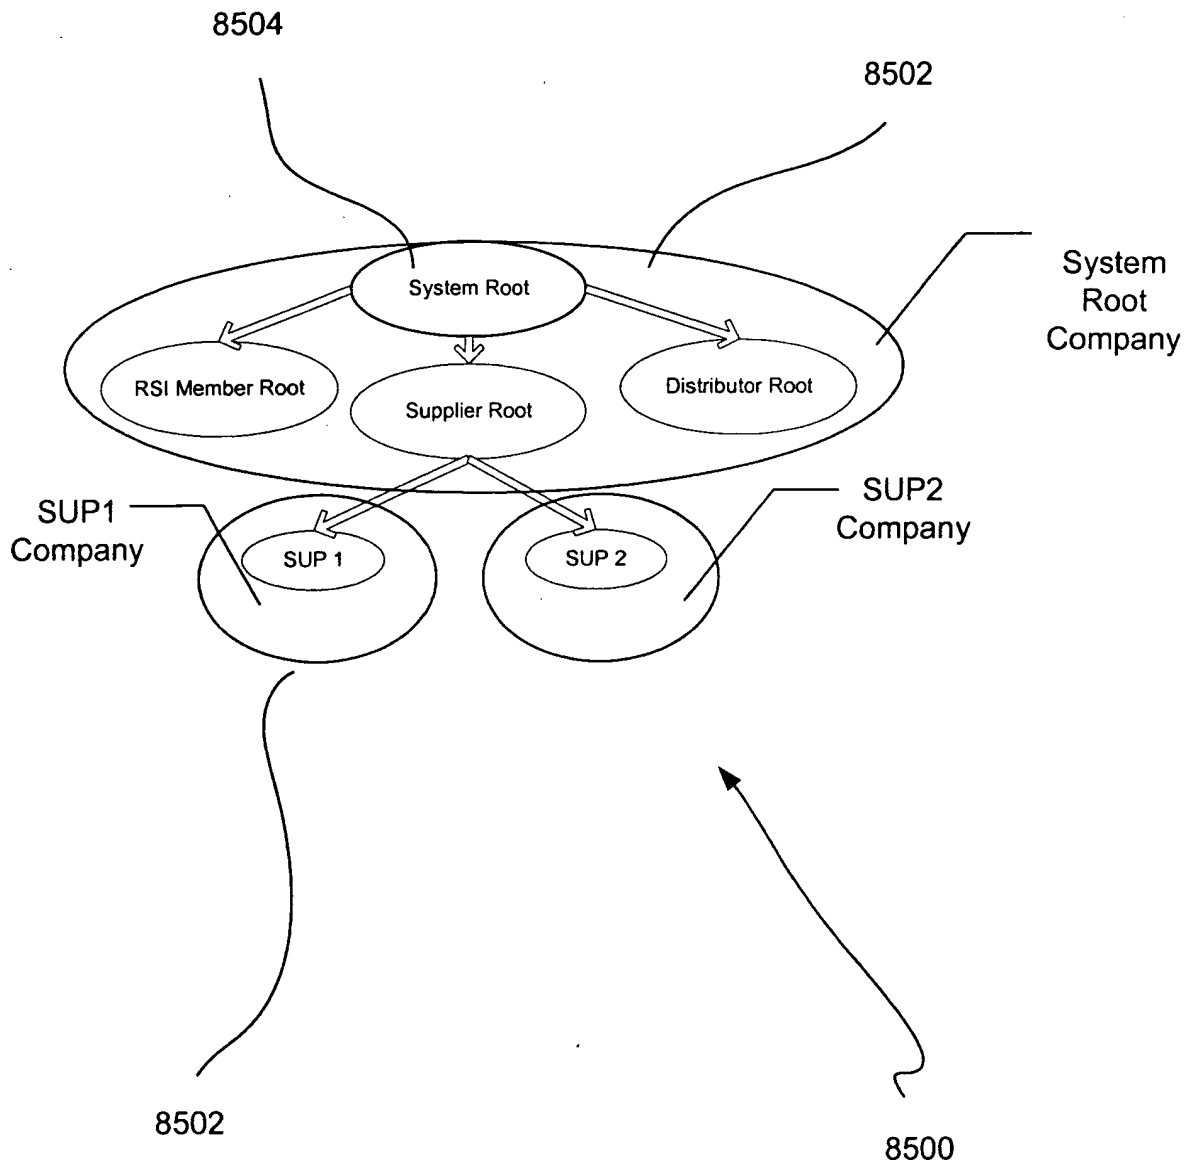 8504
8502
System
Root
Company
System Root
RSI Member Root
Supplier Root
Distributor Root
SUP1
Company
SUP2
Company
SUP 1
SUP 2
8502
8500